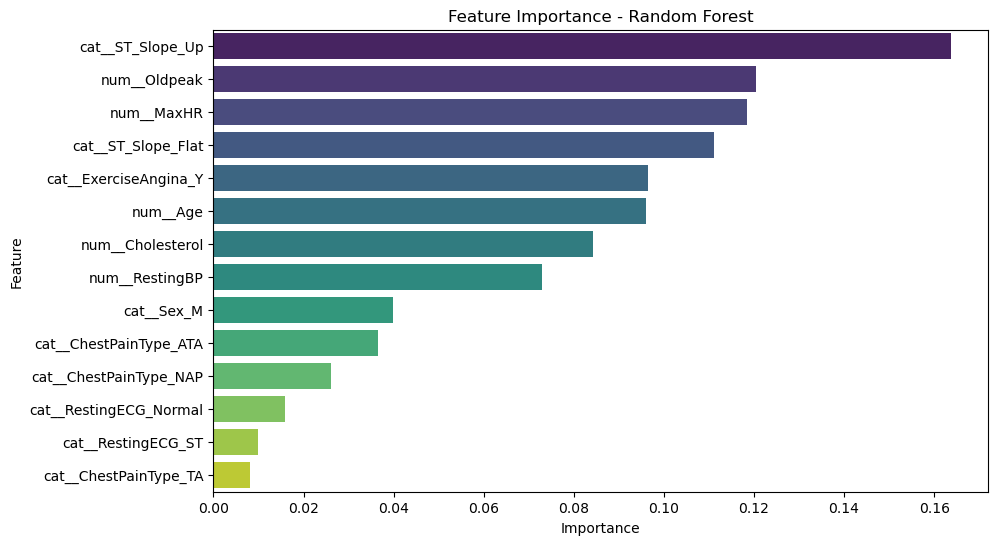 Feature Importance - Random Forest
cat__ST_Slope_Up
num__Oldpeak
num__MaxHR
cat__ST_Slope_Flat
cat__ExerciseAngina_Y
num__Age
num__Cholesterol
num__RestingBP
cat__Sex_M
cat__ChestPainType_ATA
cat__ChestPainType_NAP
cat__RestingECG_Normal
cat__RestingECG_ST
cat__ChestPainType_TA
Feature
0.00 0.02 0.04 0.06 0.08 0.10 0.12 0.14 0.16
Importance